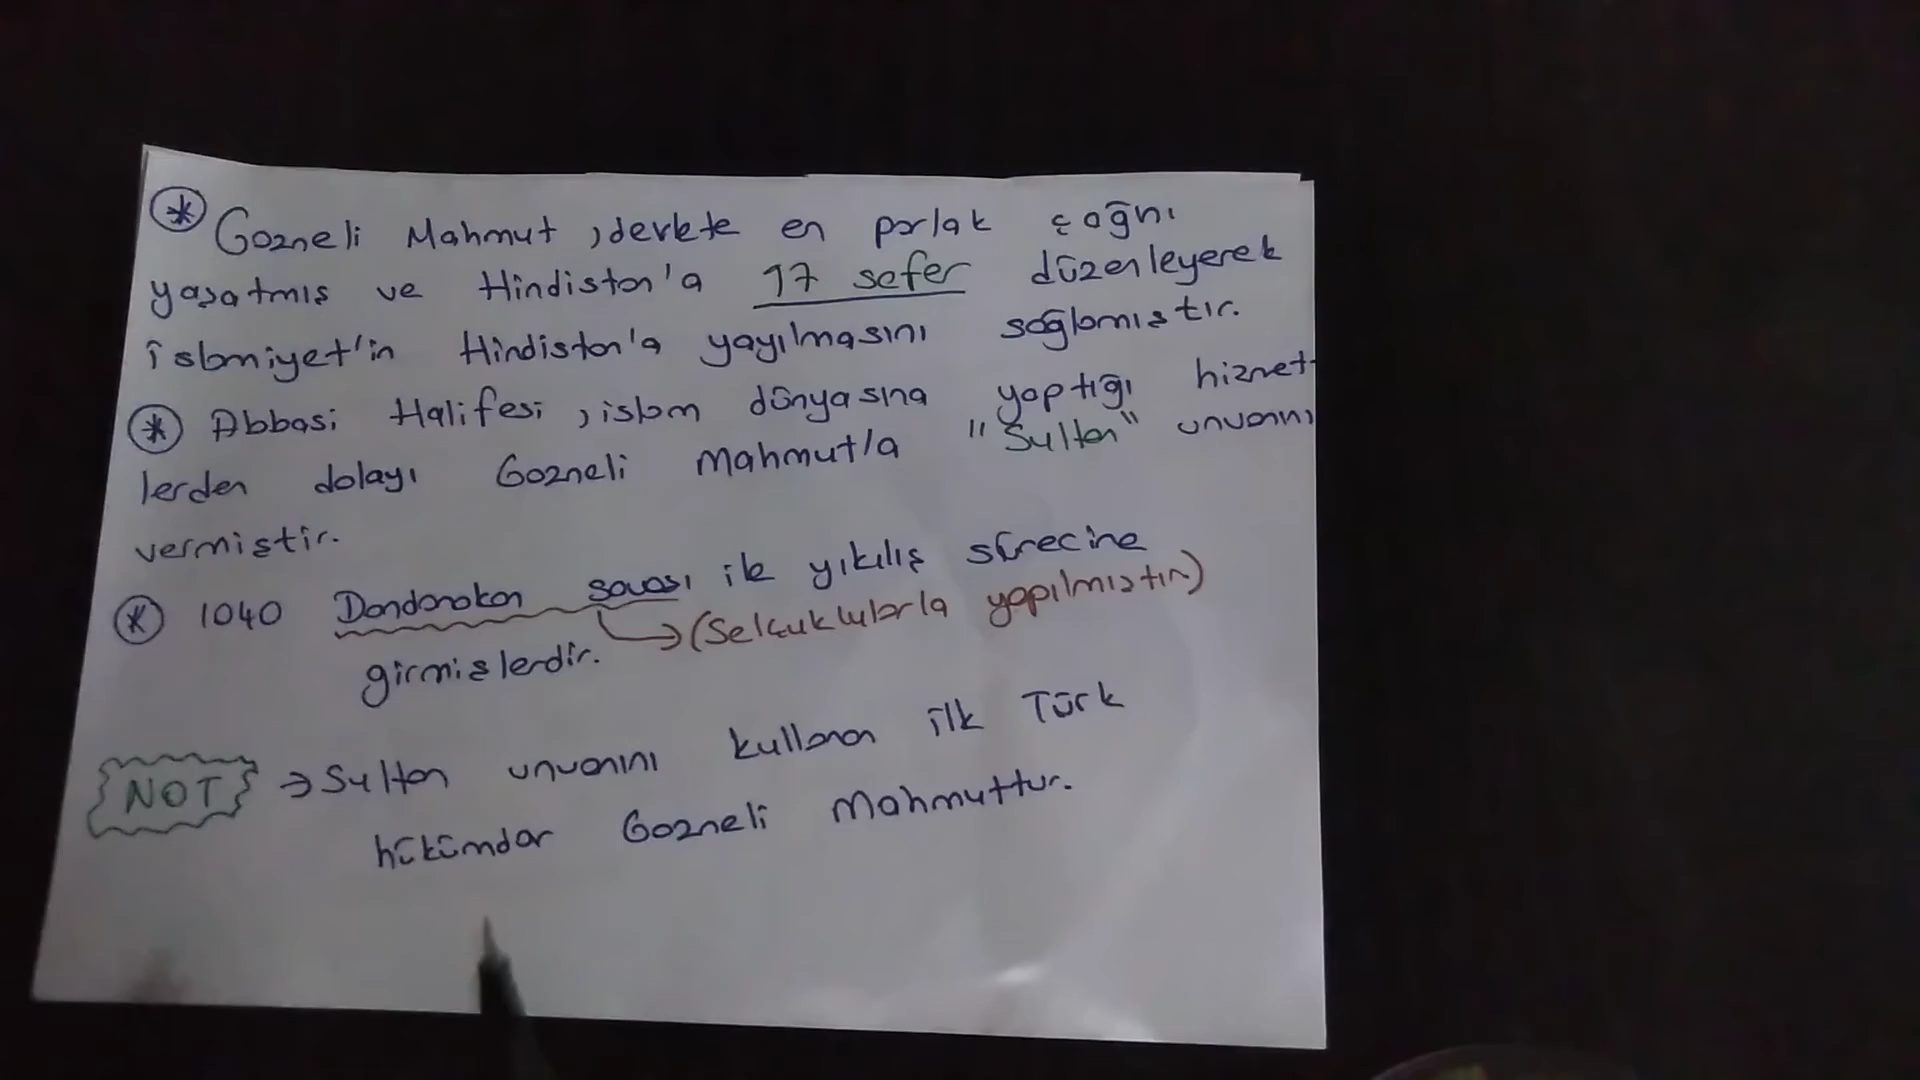 * Gazneli Mahmut, devlete en parlak çağnı
yaşatmış ve Hindistan'a 17 sefer düzenleyerek
İslamiyet'in Hindistan'a yayılmasını sağlamıştır.
* Abbasi Halifesi, islam dünyasına yaptığı hizmet-
lerden dolayı Gazneli Mahmut'a "Sultan" unvanını
vermiştir.
* 1040 Dandanakan savası ile yıkılış sürecine
→ (Selçuklularla yapılmıştır)
girmişlerdir.
NOT → Sultan unvanını kullanan ilk Türk
hükümdar Gazneli Mahmuttur.